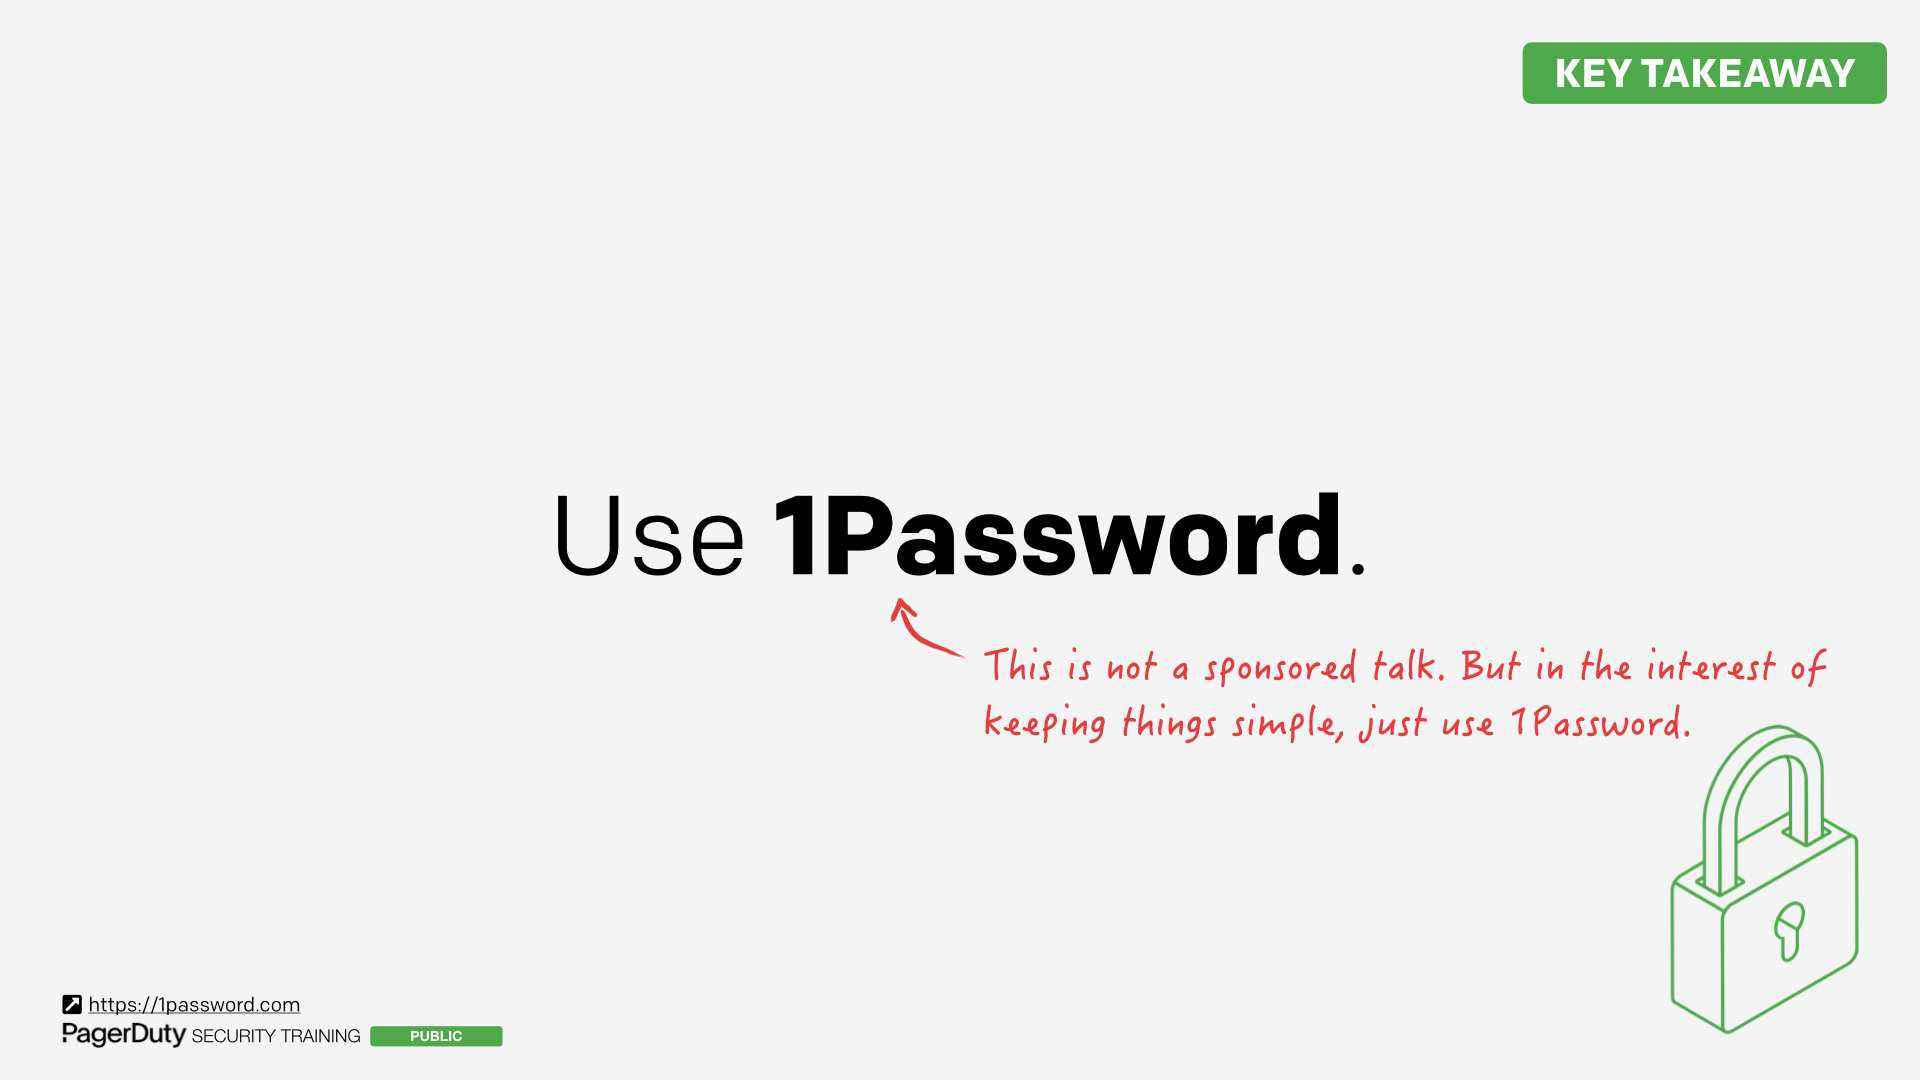 KEY TAKEAWAY
Use 1Password.
This is not a sponsored talk. But in the interest of
keeping things simple, just use 1Password.
https://1password.com
PagerDuty SECURITY TRAINING PUBLIC